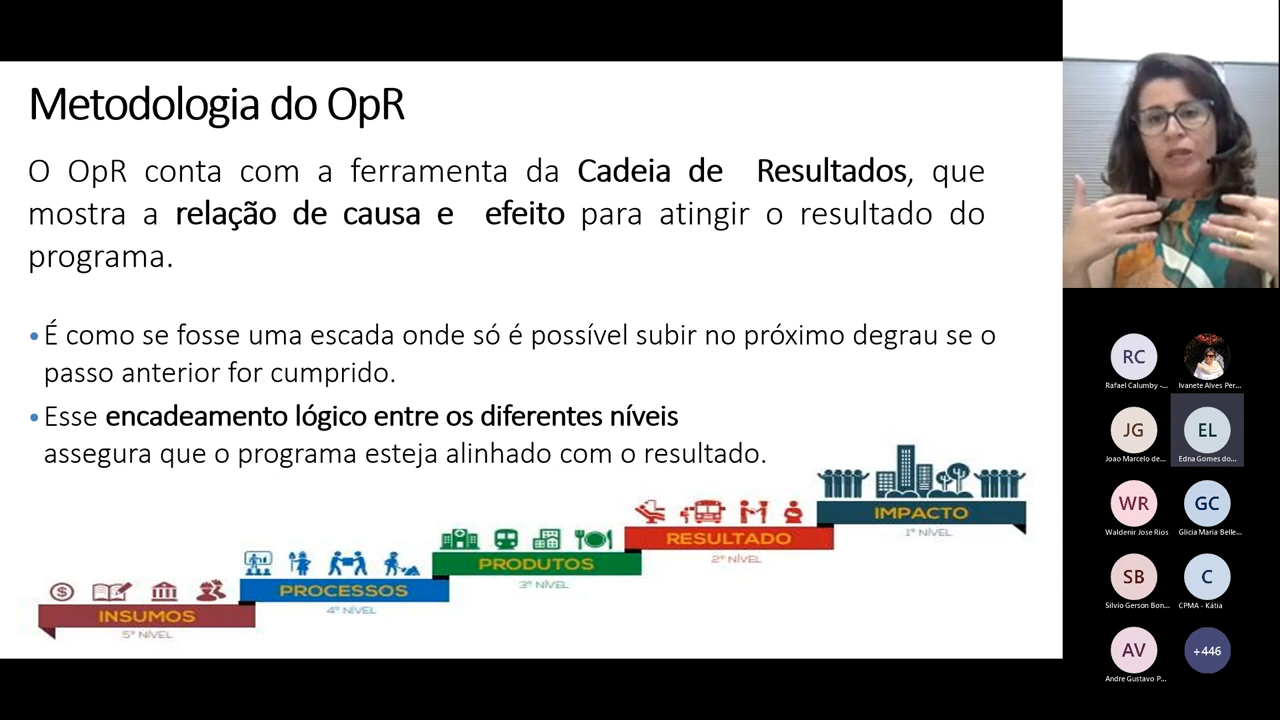 Metodologia do OpR
O OpR conta com a ferramenta da Cadeia de Resultados, que
mostra a relação de causa e efeito para atingir o resultado do
programa.
• É como se fosse uma escada onde só é possível subir no próximo degrau se o
passo anterior for cumprido.
• Esse encadeamento lógico entre os diferentes níveis
assegura que o programa esteja alinhado com o resultado.
IMPACTO
1º NÍVEL
RESULTADO
2º NÍVEL
PRODUTOS
3º NÍVEL
PROCESSOS
4º NÍVEL
INSUMOS
5º NÍVEL
RC
Rafael Calumby -...
Ivanete Alves Per...
JG
Joao Marcelo de...
EL
Edna Gomes do...
WR
Waldenir Jose Rios
GC
Glicia Maria Belle...
SB
Silvio Gerson Bon...
C
CPMA - Kátia
AV
Andre Gustavo P...
+446